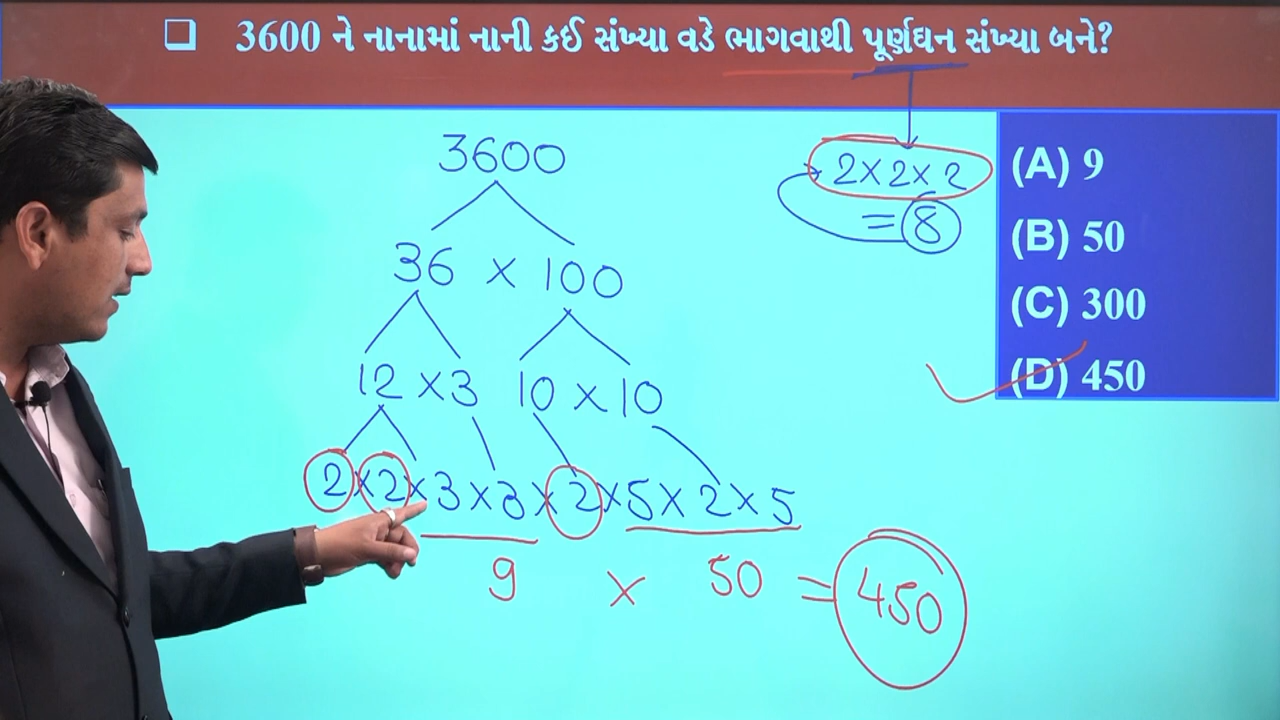 ❑ 3600 ને નાનામાં નાની કઈ સંખ્યા વડે ભાગવાથી પૂર્ણઘન સંખ્યા બને?
3600
36 × 100
12 × 3 10 × 10
2 × 2 × 3 × 3 × 2 × 5 × 2 × 5
9 × 50 = 450
2 × 2 × 2
= 8
(A) 9
(B) 50
(C) 300
(D) 450